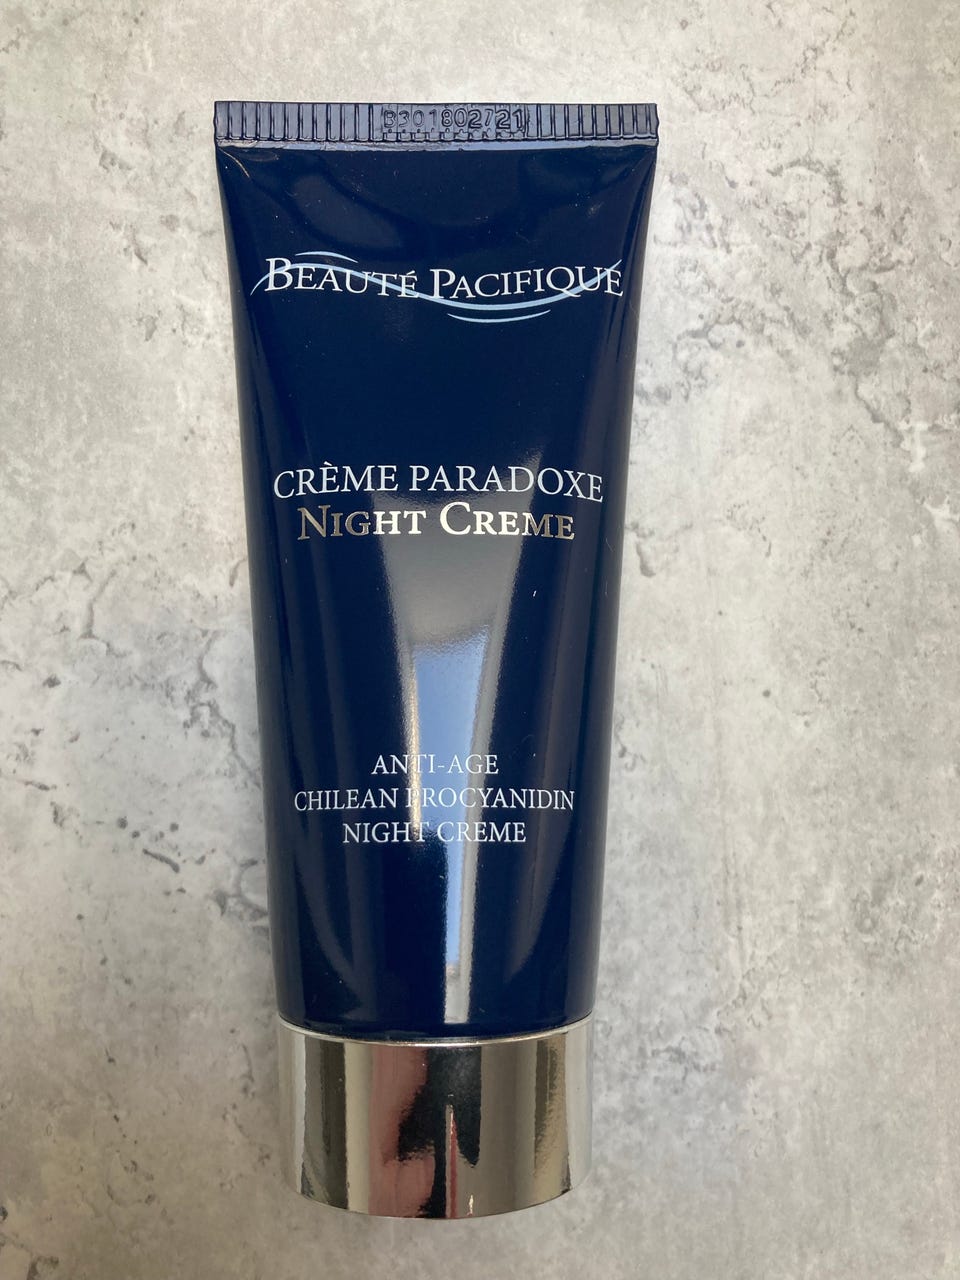 B301802721
BEAUTÉ PACIFIQUE
CRÈME PARADOXE
NIGHT CREME
ANTI-AGE
CHILEAN PROCYANIDIN
NIGHT CREME